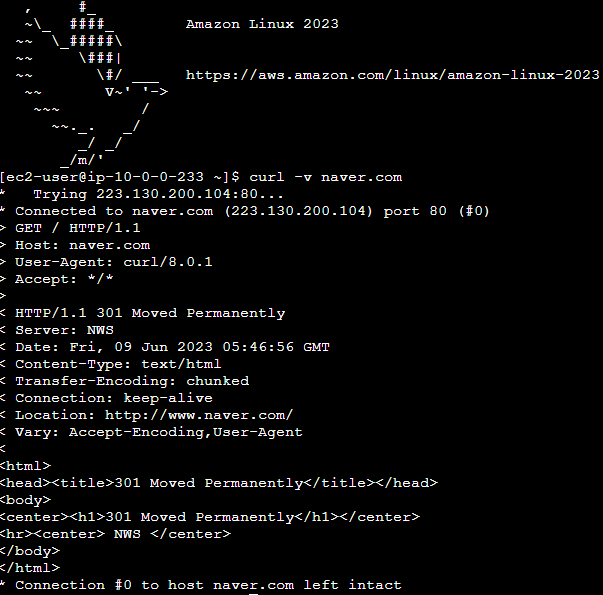 ,     #_
   ~\_  ####_        Amazon Linux 2023
  ~~  \_#####\
  ~~     \###|
  ~~       \#/ ___   https://aws.amazon.com/linux/amazon-linux-2023
   ~~       V~' '->
    ~~~         /
      ~~._.   _/
         _/ _/
       _/m/'
[ec2-user@ip-10-0-0-233 ~]$ curl -v naver.com
*   Trying 223.130.200.104:80...
* Connected to naver.com (223.130.200.104) port 80 (#0)
> GET / HTTP/1.1
> Host: naver.com
> User-Agent: curl/8.0.1
> Accept: */*
>
< HTTP/1.1 301 Moved Permanently
< Server: NWS
< Date: Fri, 09 Jun 2023 05:46:56 GMT
< Content-Type: text/html
< Transfer-Encoding: chunked
< Connection: keep-alive
< Location: http://www.naver.com/
< Vary: Accept-Encoding,User-Agent
<
<html>
<head><title>301 Moved Permanently</title></head>
<body>
<center><h1>301 Moved Permanently</h1></center>
<hr><center> NWS </center>
</body>
</html>
* Connection #0 to host naver.com left intact